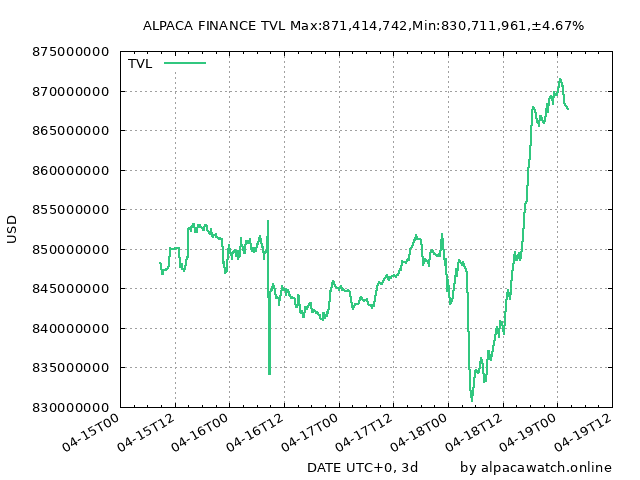 ALPACA FINANCE TVL Max:871,414,742,Min:830,711,961,±4.67%
875000000
TVL
870000000
865000000
860000000
855000000
USD
850000000
845000000
840000000
835000000
830000000
04-15T00
04-15T12
04-16T00
04-16T12
04-17T00
04-17T12
04-18T00
04-18T12
04-19T00
04-19T12
DATE UTC+0, 3d
by alpacawatch.online